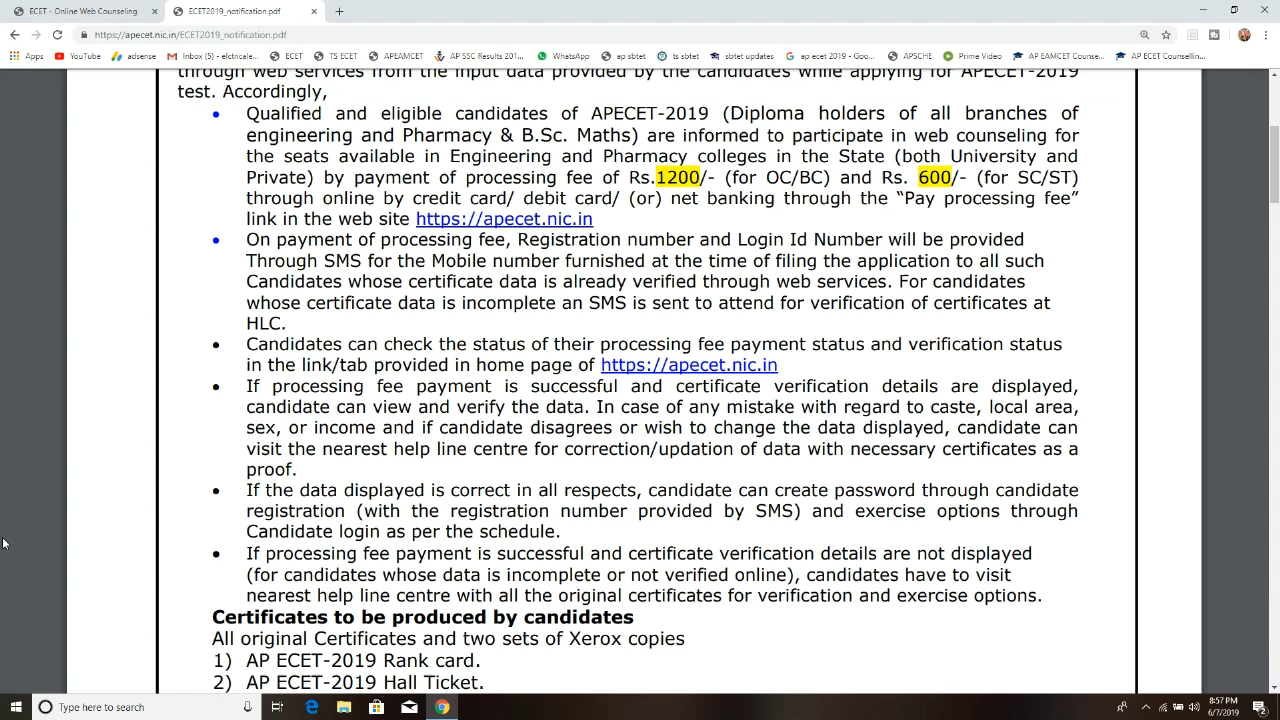 ECET - Online Web Counseling
ECET2019_notification.pdf
https://apecet.nic.in/ECET2019_notification.pdf
Apps YouTube adsense Inbox (5) - elctricale... ECET TS ECET APEAMCET AP SSC Results 201... WhatsApp ap sbtet ts sbtet sbtet updates ap ecet 2019 - Goo... APSCHE Prime Video AP EAMCET Counse... AP ECET Counsellin...
through web services from the input data provided by the candidates while applying for APECET-2019
test. Accordingly,
• Qualified and eligible candidates of APECET-2019 (Diploma holders of all branches of
engineering and Pharmacy & B.Sc. Maths) are informed to participate in web counseling for
the seats available in Engineering and Pharmacy colleges in the State (both University and
Private) by payment of processing fee of Rs.1200/- (for OC/BC) and Rs. 600/- (for SC/ST)
through online by credit card/ debit card/ (or) net banking through the “Pay processing fee”
link in the web site https://apecet.nic.in
• On payment of processing fee, Registration number and Login Id Number will be provided
Through SMS for the Mobile number furnished at the time of filing the application to all such
Candidates whose certificate data is already verified through web services. For candidates
whose certificate data is incomplete an SMS is sent to attend for verification of certificates at
HLC.
• Candidates can check the status of their processing fee payment status and verification status
in the link/tab provided in home page of https://apecet.nic.in
• If processing fee payment is successful and certificate verification details are displayed,
candidate can view and verify the data. In case of any mistake with regard to caste, local area,
sex, or income and if candidate disagrees or wish to change the data displayed, candidate can
visit the nearest help line centre for correction/updation of data with necessary certificates as a
proof.
• If the data displayed is correct in all respects, candidate can create password through candidate
registration (with the registration number provided by SMS) and exercise options through
Candidate login as per the schedule.
• If processing fee payment is successful and certificate verification details are not displayed
(for candidates whose data is incomplete or not verified online), candidates have to visit
nearest help line centre with all the original certificates for verification and exercise options.
Certificates to be produced by candidates
All original Certificates and two sets of Xerox copies
1) AP ECET-2019 Rank card.
2) AP ECET-2019 Hall Ticket.
Type here to search
8:57 PM
6/7/2019
2